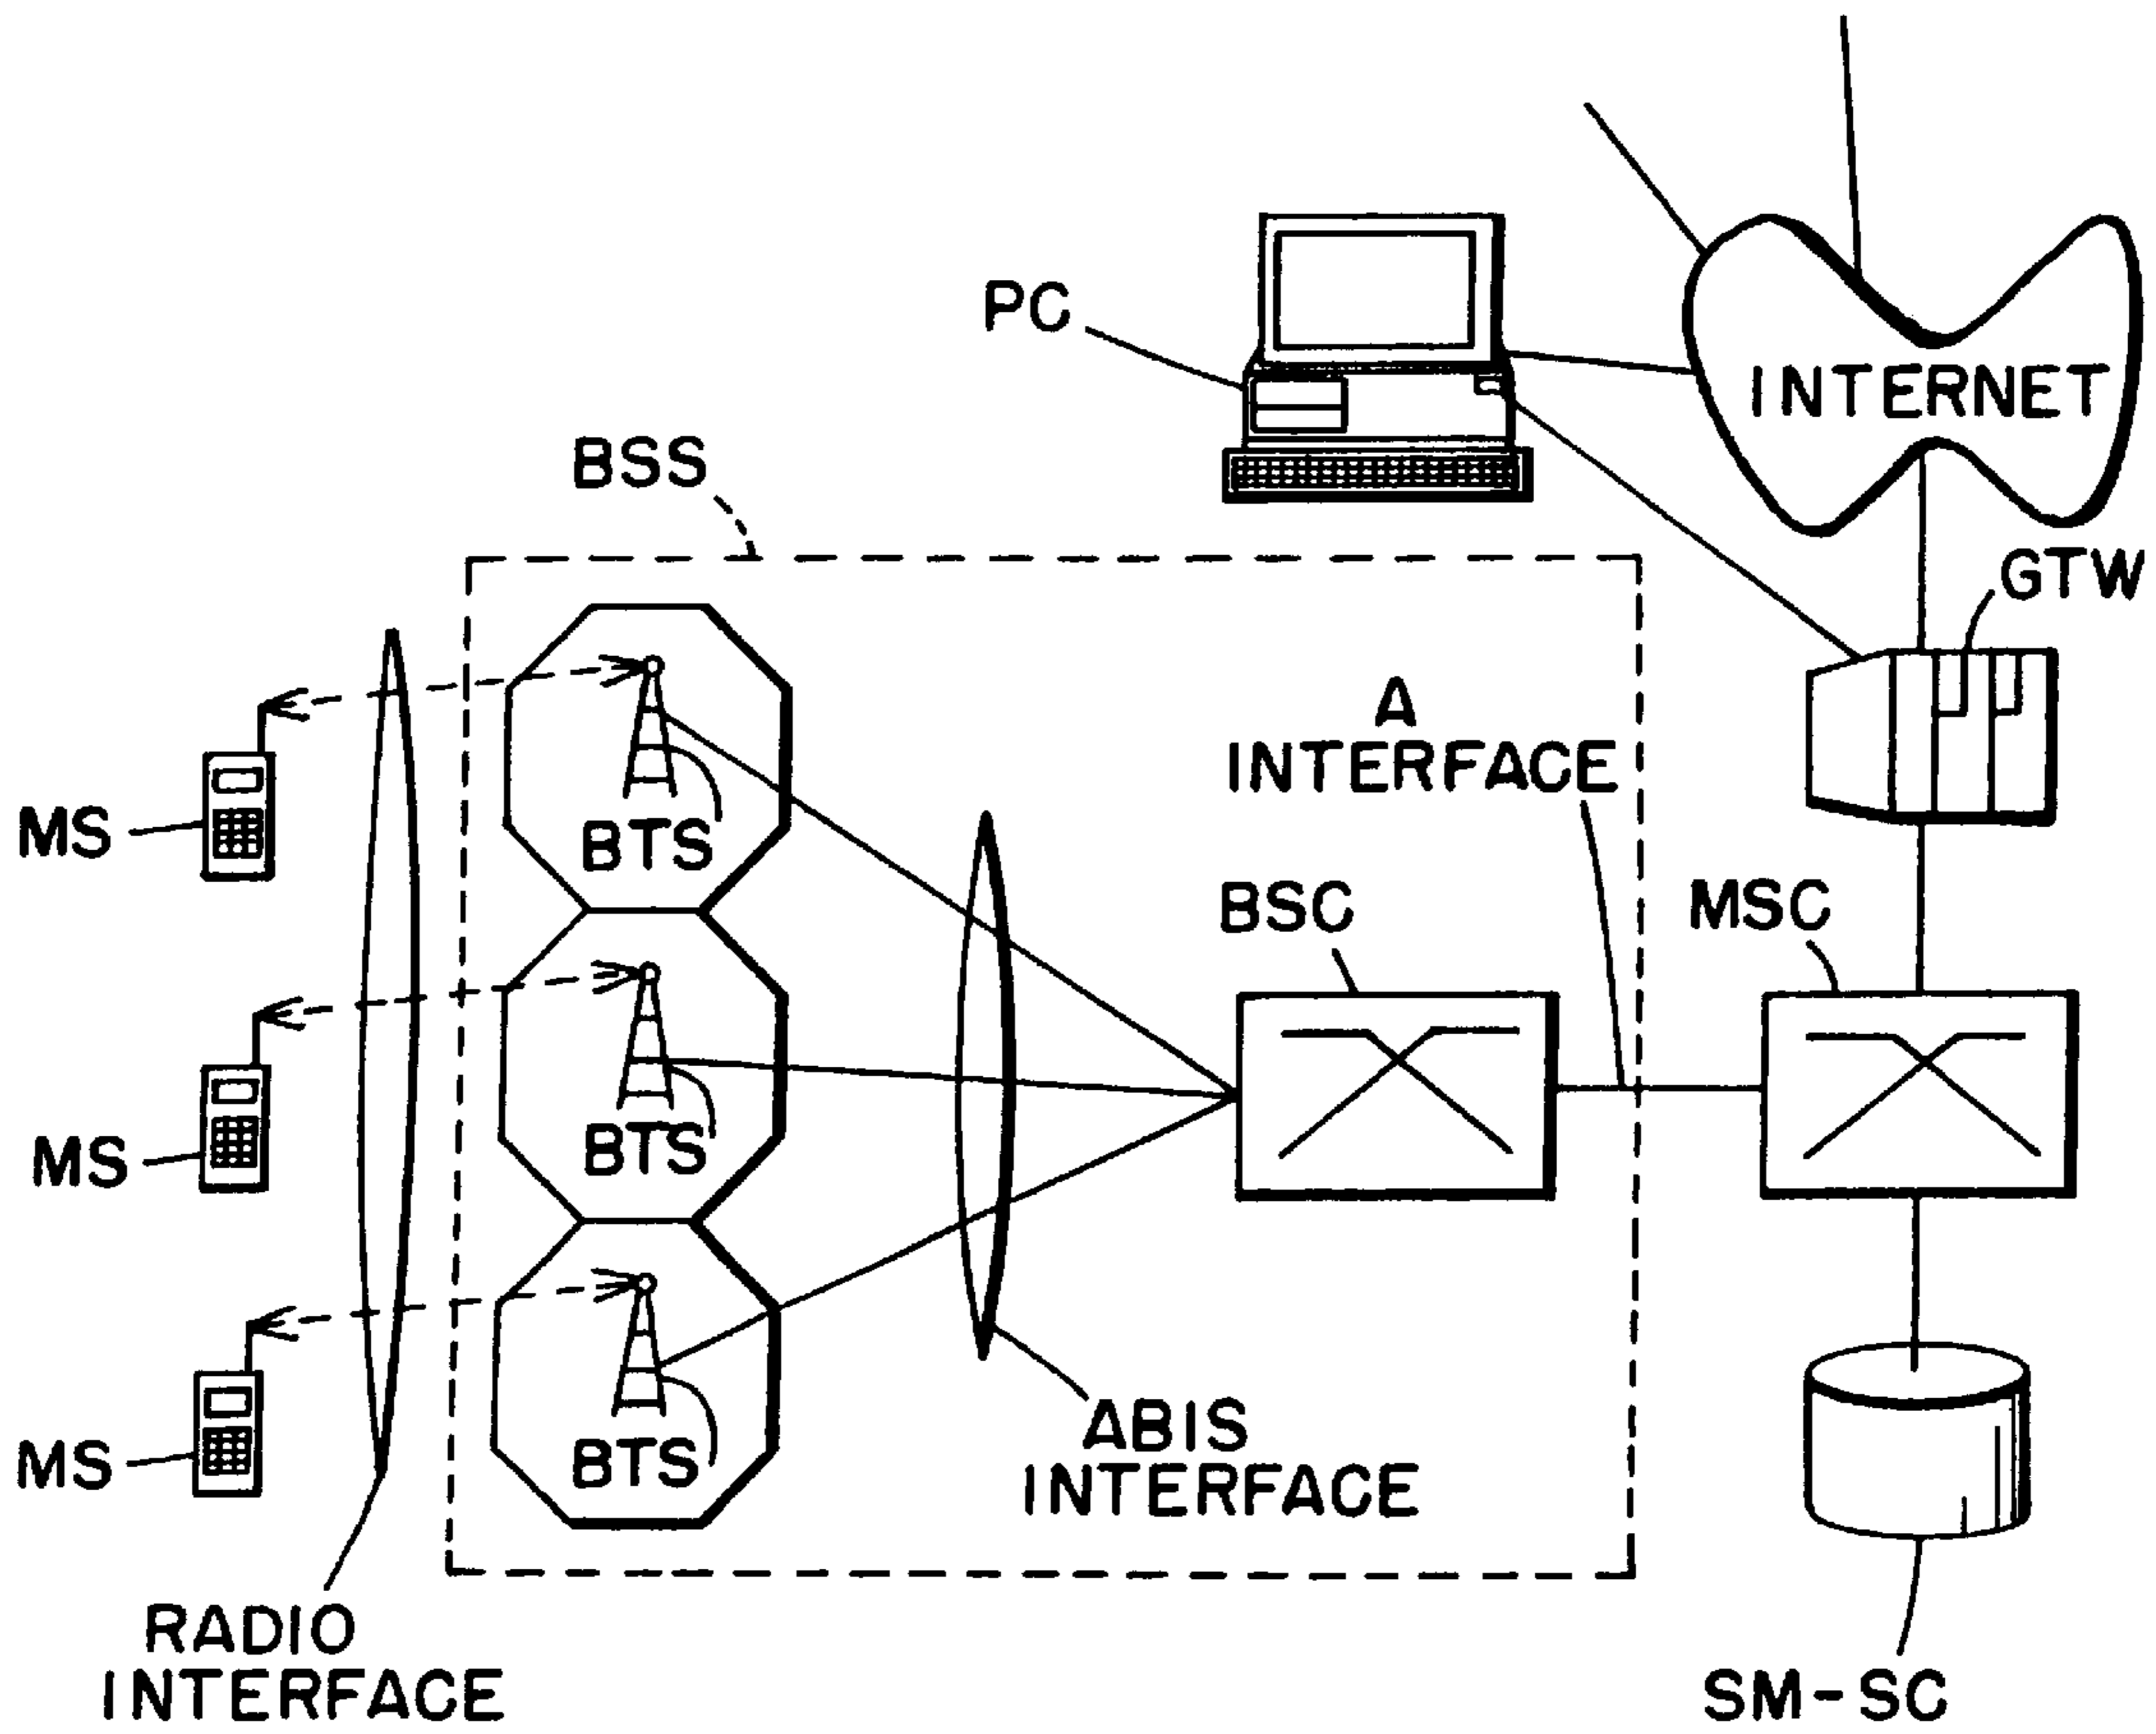 PC
INTERNET
BSS
GTW
A
INTERFACE
MS
BTS
BSC
MSC
MS
BTS
ABIS
INTERFACE
MS
BTS
RADIO
INTERFACE
SM-SC